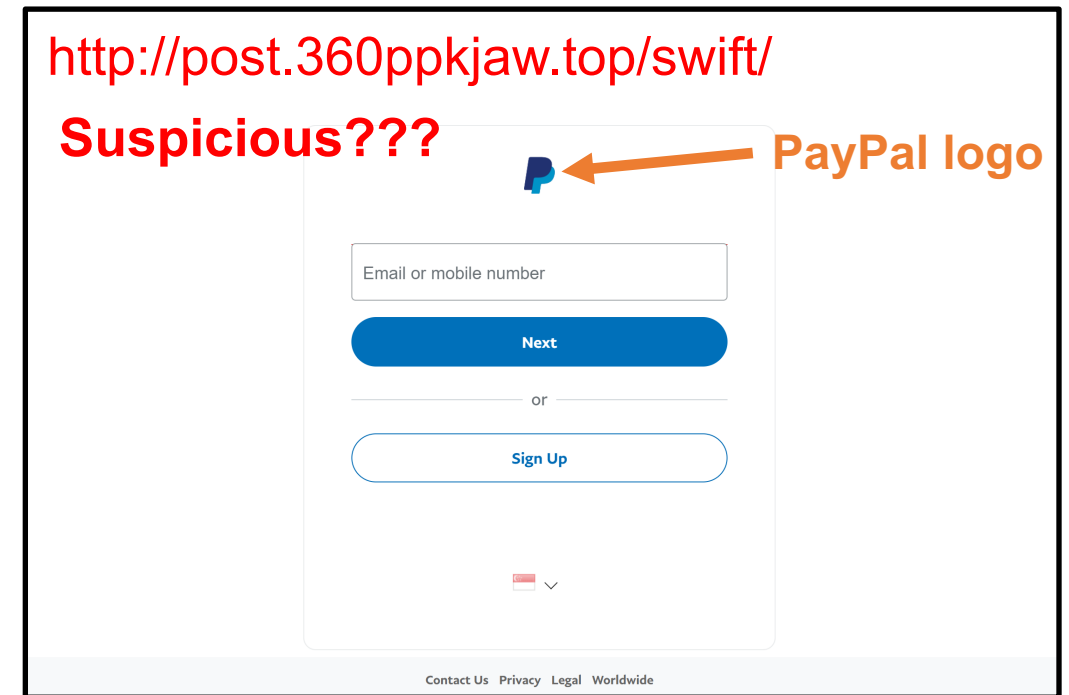 http://post.360ppkjaw.top/swift/
Suspicious???
PayPal logo
Email or mobile number
Next
or
Sign Up
Contact Us Privacy Legal Worldwide